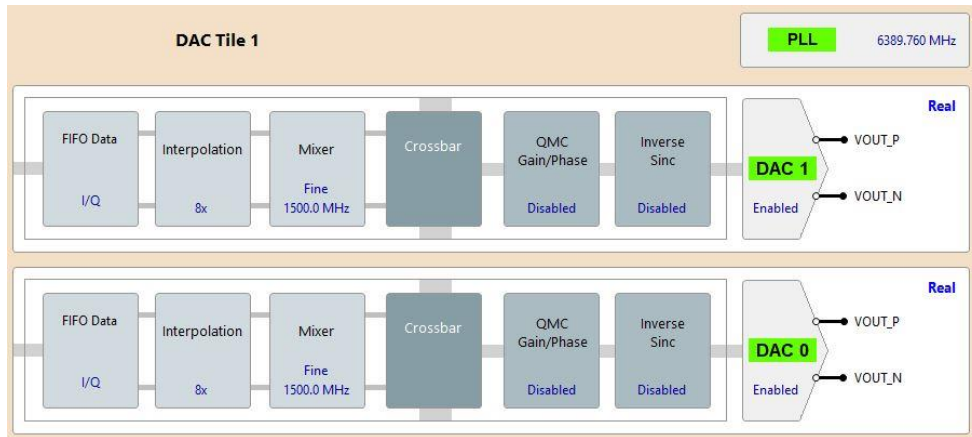 DAC Tile 1
PLL 6389.760 MHz
Real
FIFO Data
I/Q
Interpolation
8x
Mixer
Fine
1500.0 MHz
Crossbar
QMC
Gain/Phase
Disabled
Inverse
Sinc
Disabled
DAC 1
Enabled
VOUT_P
VOUT_N
Real
FIFO Data
I/Q
Interpolation
8x
Mixer
Fine
1500.0 MHz
Crossbar
QMC
Gain/Phase
Disabled
Inverse
Sinc
Disabled
DAC 0
Enabled
VOUT_P
VOUT_N